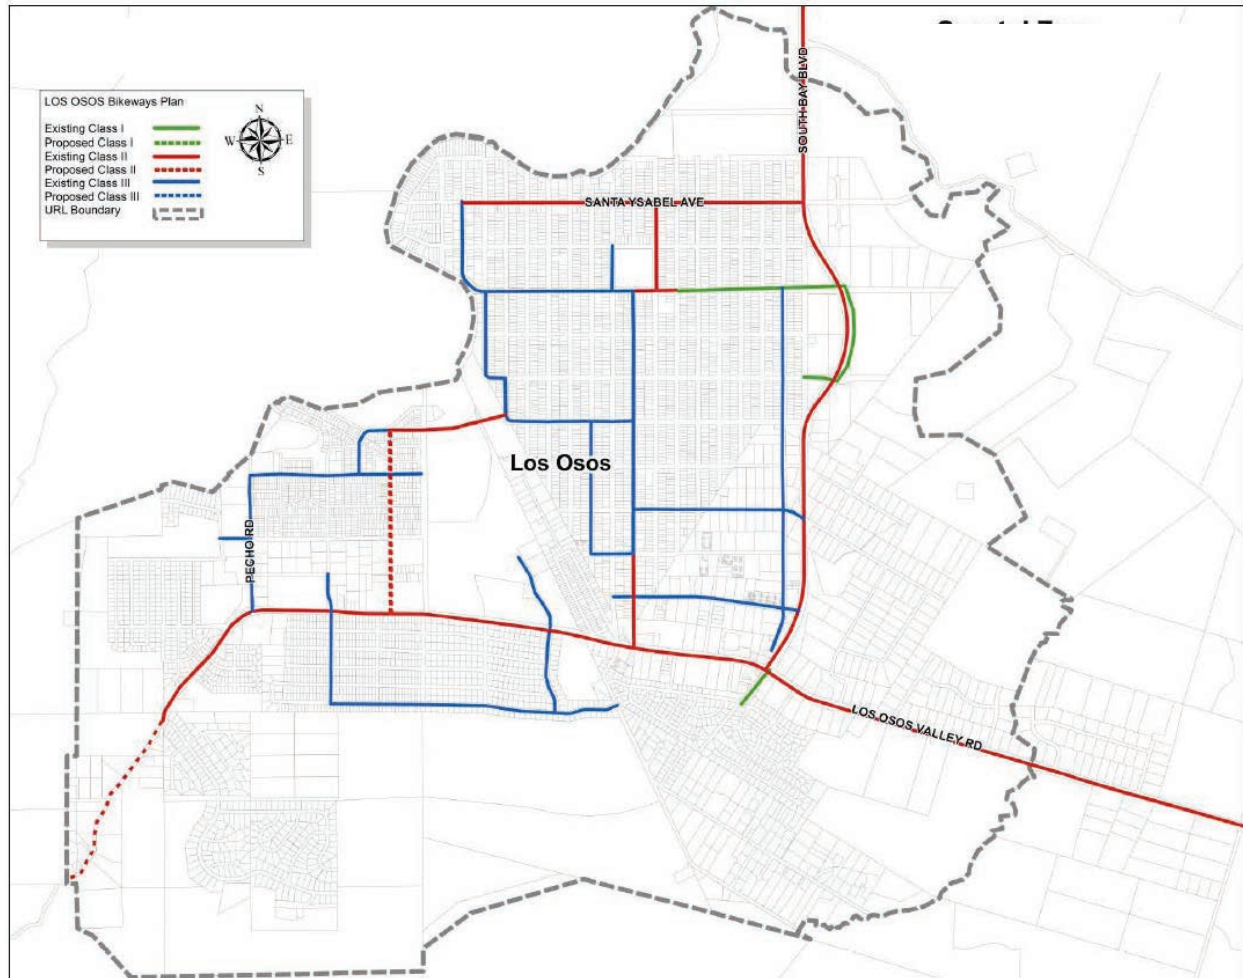 LOS OSOS Bikeways Plan
Existing Class I
Proposed Class I
Existing Class II
Proposed Class II
Existing Class III
Proposed Class III
URL Boundary
N
W
E
S
SOUTH BAY BLVD
SANTA YSABEL AVE
Los Osos
PECHO RD
LOS OSOS VALLEY RD